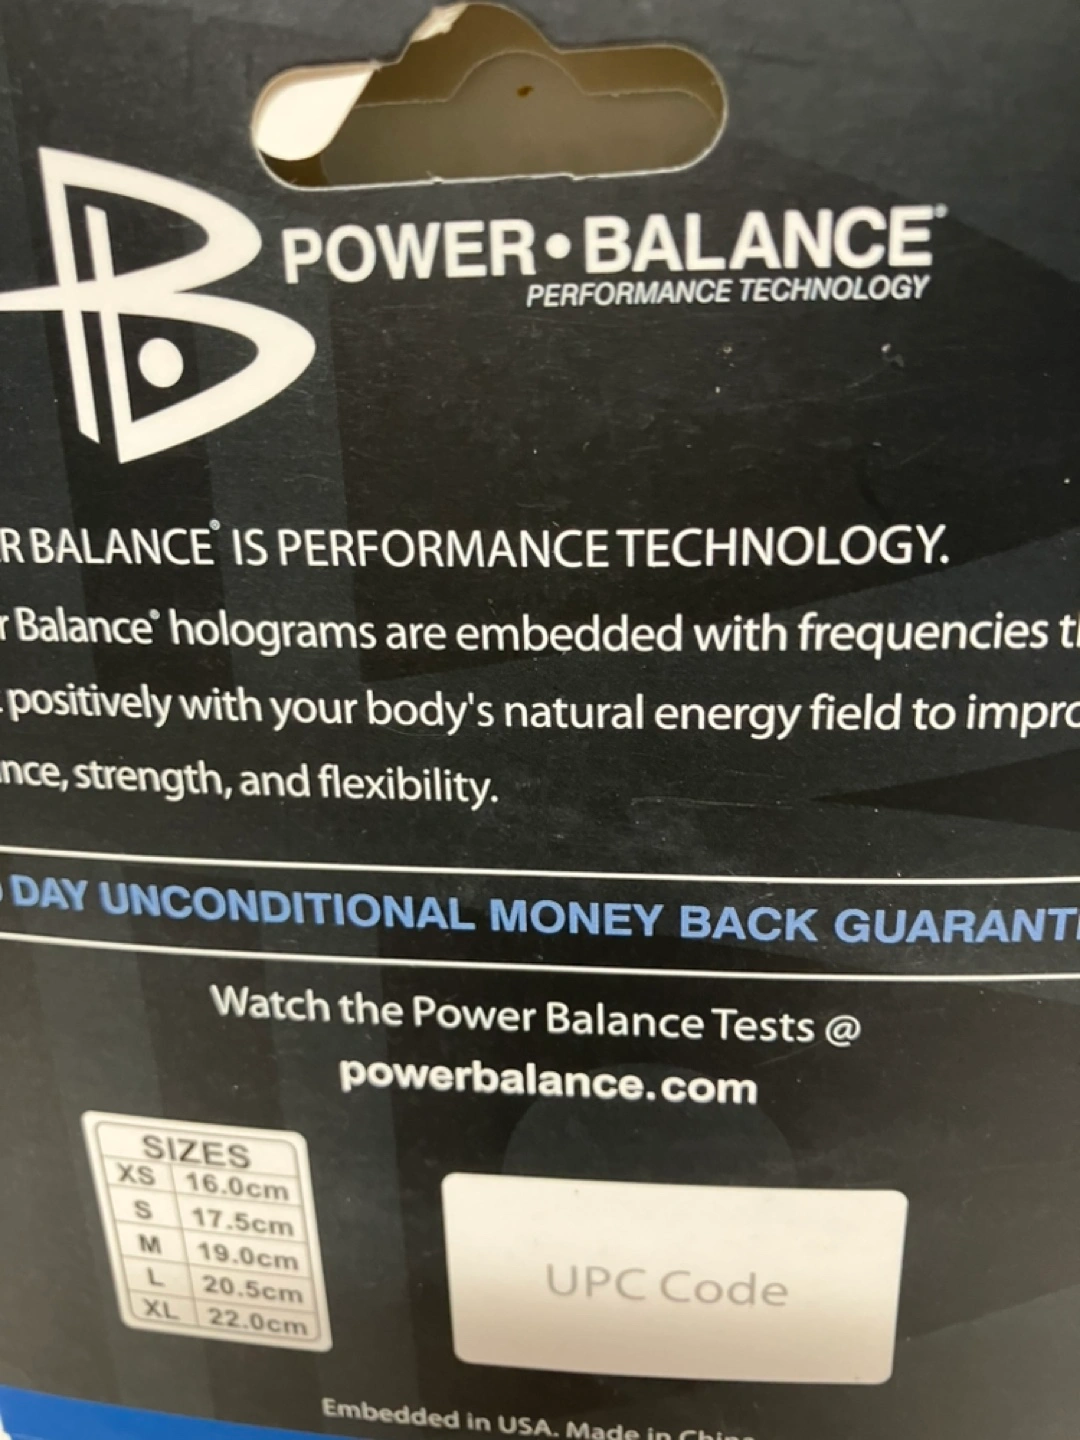 POWER•BALANCE®
PERFORMANCE TECHNOLOGY
R BALANCE® IS PERFORMANCE TECHNOLOGY.
r Balance® holograms are embedded with frequencies th
positively with your body's natural energy field to impro
nce, strength, and flexibility.
DAY UNCONDITIONAL MONEY BACK GUARANT
Watch the Power Balance Tests @
powerbalance.com
SIZES
XS 16.0cm
S 17.5cm
M 19.0cm
L 20.5cm
XL 22.0cm
UPC Code
Embedded in USA. Made in China